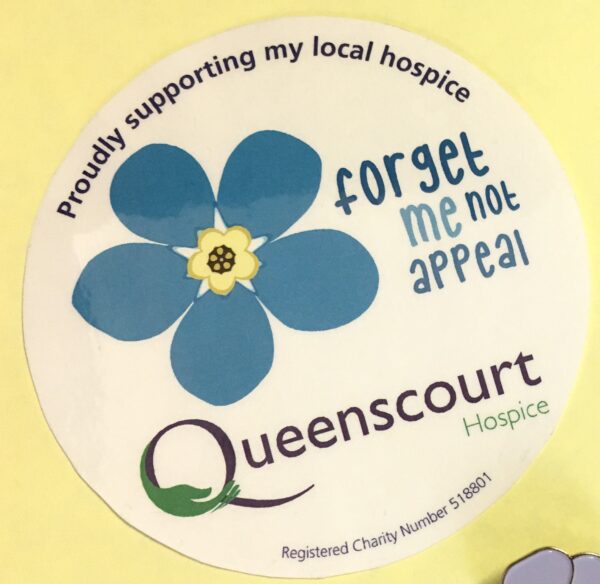 Proudly supporting my local hospice
forget
me not
appeal
Queenscourt
Hospice
Registered Charity Number 518801